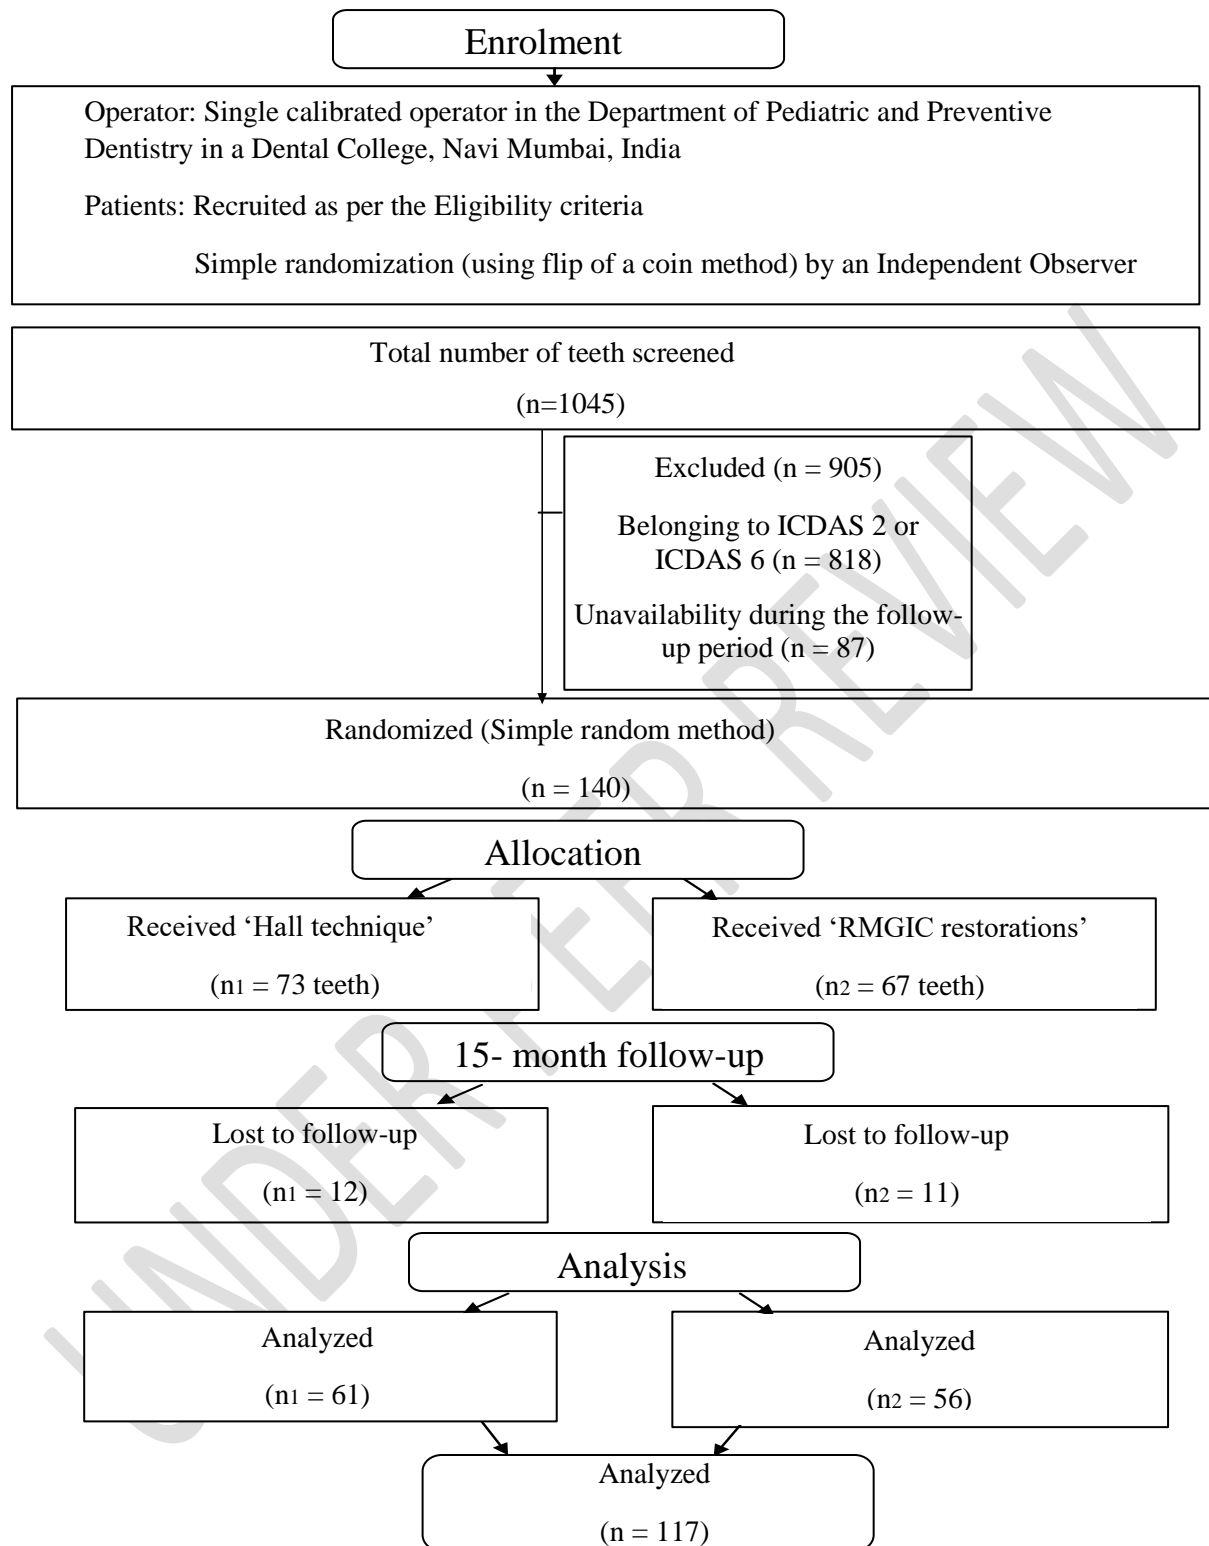 Enrolment
Operator: Single calibrated operator in the Department of Pediatric and Preventive
Dentistry in a Dental College, Navi Mumbai, India
Patients: Recruited as per the Eligibility criteria
Simple randomization (using flip of a coin method) by an Independent Observer
Total number of teeth screened
(n=1045)
Excluded (n = 905)
Belonging to ICDAS 2 or
ICDAS 6 (n = 818)
Unavailability during the follow-
up period (n = 87)
Randomized (Simple random method)
(n = 140)
Allocation
Received ‘Hall technique’
(n1 = 73 teeth)
Received ‘RMGIC restorations’
(n2 = 67 teeth)
15- month follow-up
Lost to follow-up
(n1 = 12)
Lost to follow-up
(n2 = 11)
Analysis
Analyzed
(n1 = 61)
Analyzed
(n2 = 56)
Analyzed
(n = 117)
UNDER PEER REVIEW